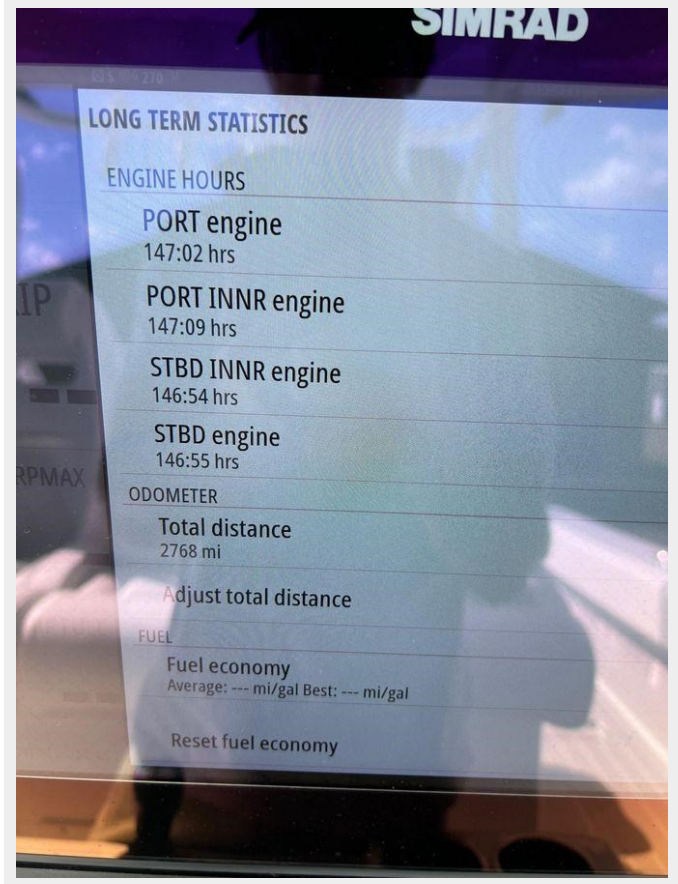 SIMRAD
LONG TERM STATISTICS
ENGINE HOURS
PORT engine
147:02 hrs
PORT INNR engine
147:09 hrs
STBD INNR engine
146:54 hrs
STBD engine
146:55 hrs
RPMAX
ODOMETER
Total distance
2768 mi
Adjust total distance
FUEL
Fuel economy
Average: --- mi/gal Best: --- mi/gal
Reset fuel economy